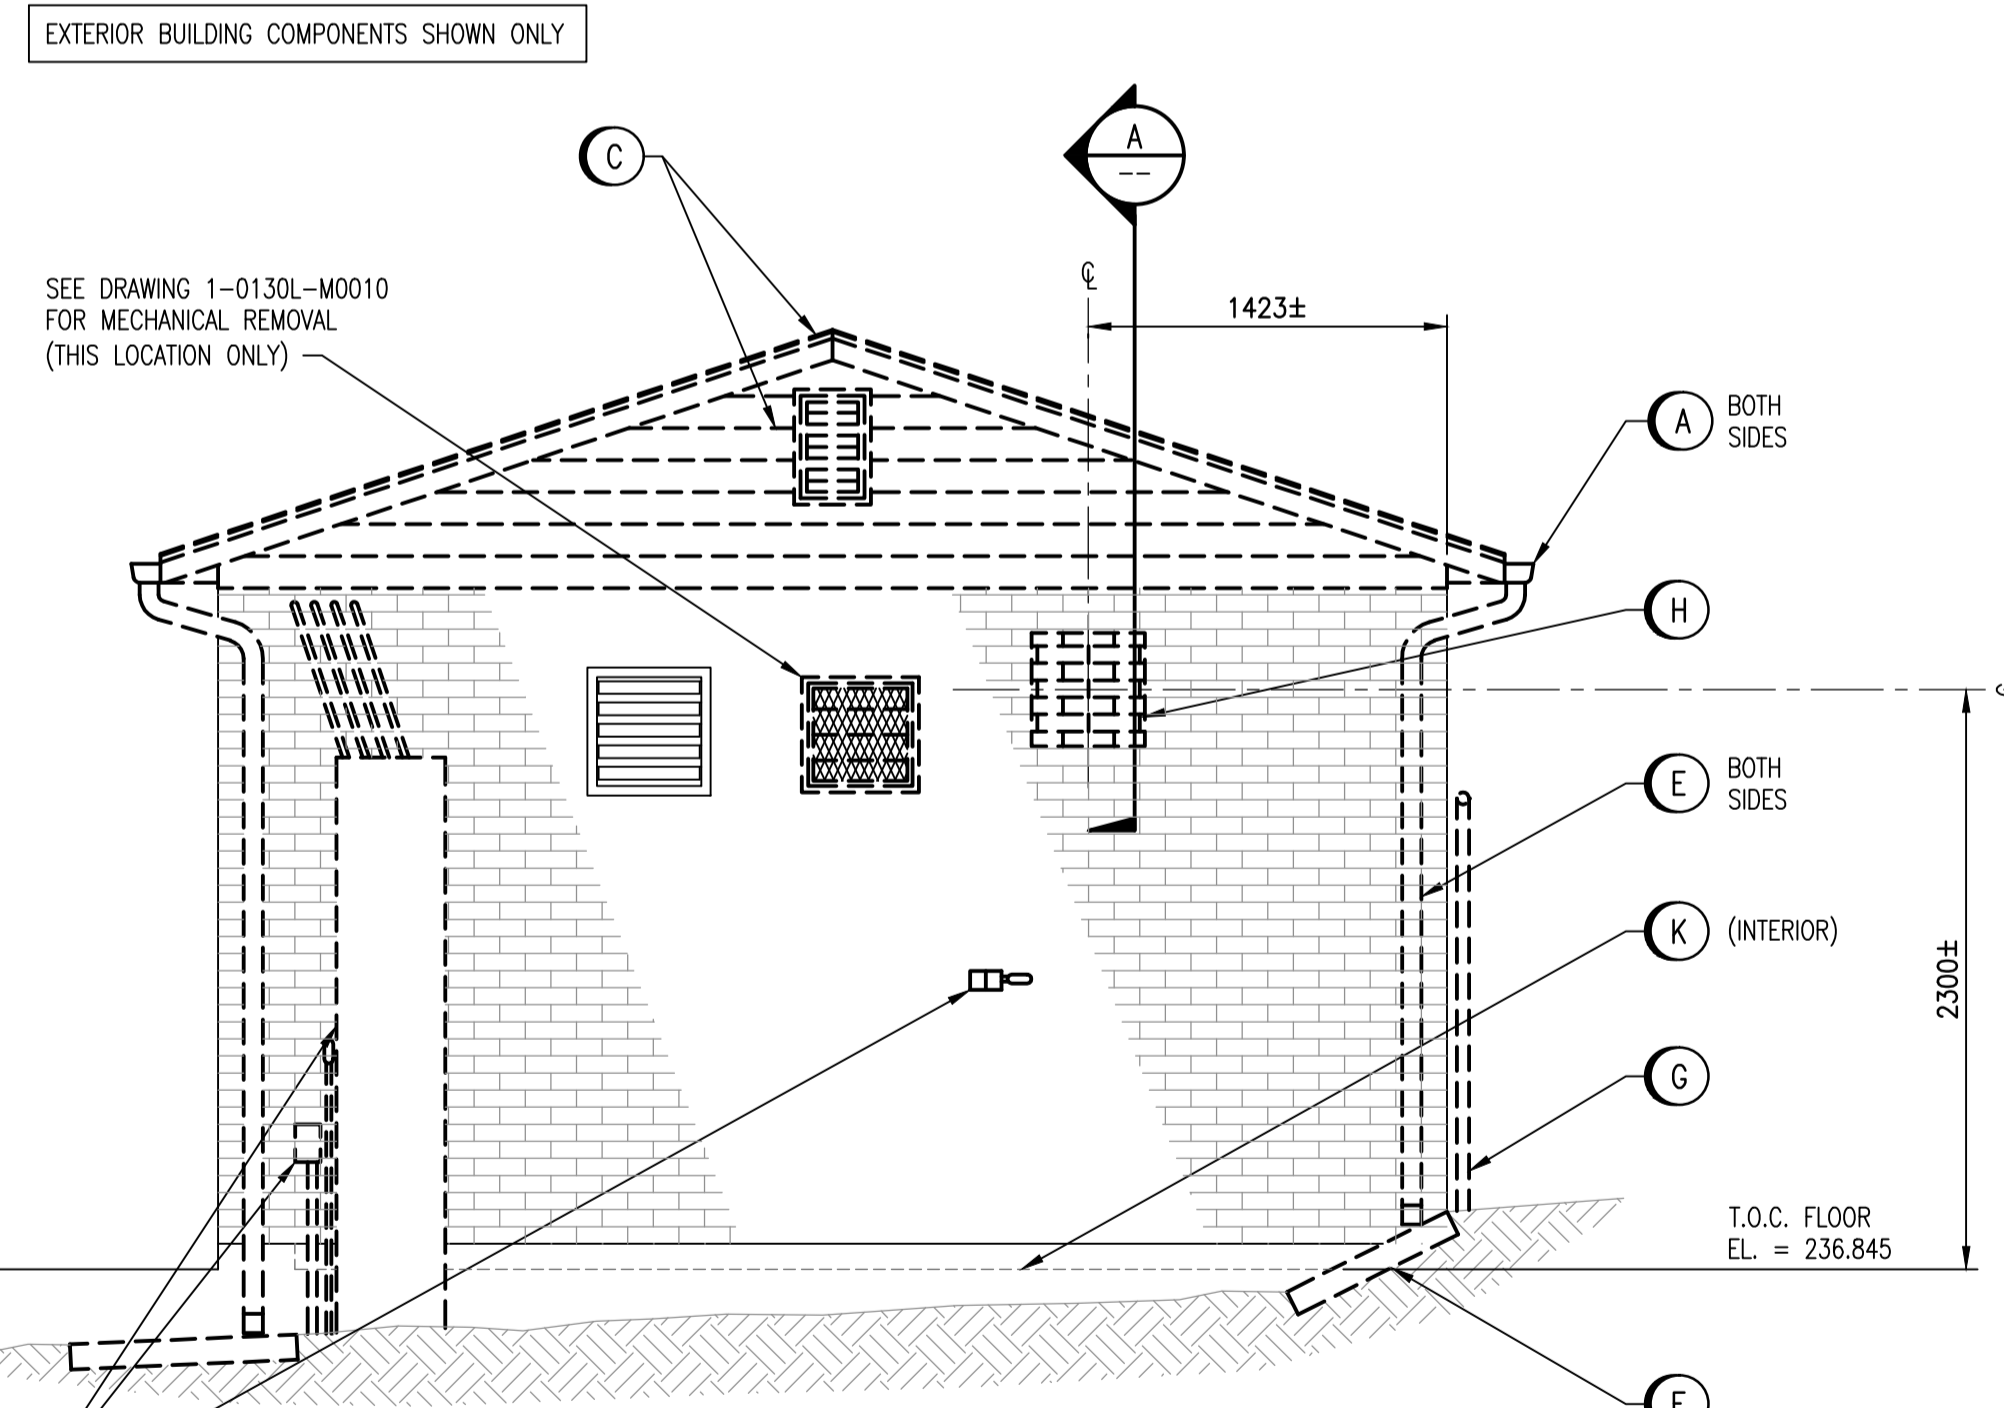 EXTERIOR BUILDING COMPONENTS SHOWN ONLY
A
--
C
SEE DRAWING 1-0130L-M0010
FOR MECHANICAL REMOVAL
(THIS LOCATION ONLY)
℄
1423±
A
BOTH
SIDES
H
E
BOTH
SIDES
K
(INTERIOR)
2300±
G
T.O.C. FLOOR
EL. = 236.845